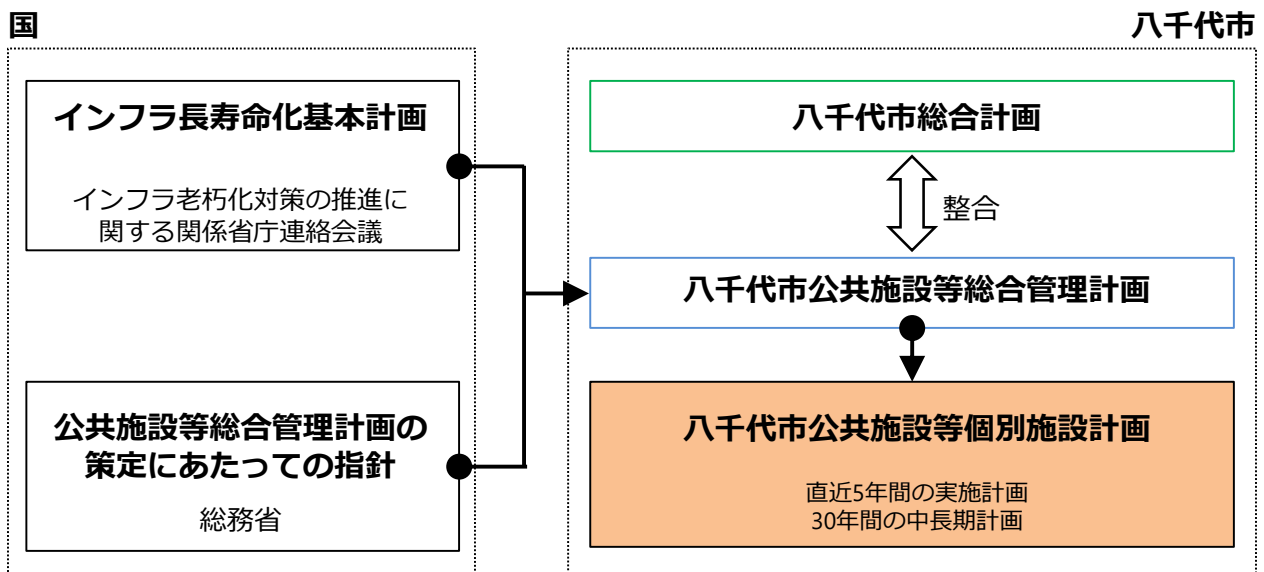 国
インフラ長寿命化基本計画
インフラ老朽化対策の推進に
関する関係省庁連絡会議
公共施設等総合管理計画の
策定にあたっての指針
総務省
八千代市
八千代市総合計画
整合
八千代市公共施設等総合管理計画
八千代市公共施設等個別施設計画
直近5年間の実施計画
30年間の中長期計画